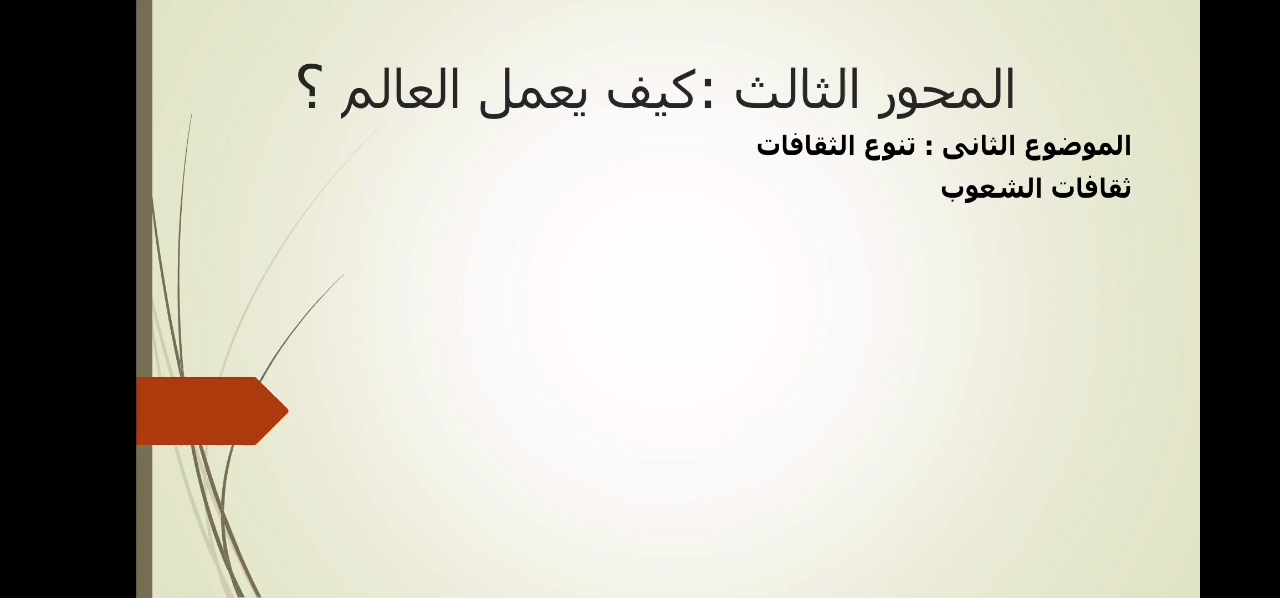 المحور الثالث :كيف يعمل العالم ؟
الموضوع الثانى : تنوع الثقافات
ثقافات الشعوب